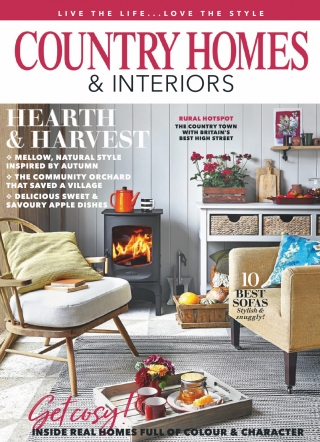 LIVE THE LIFE...LOVE THE STYLE
COUNTRY HOMES
& INTERIORS
HEARTH
& HARVEST
❖ MELLOW, NATURAL STYLE
INSPIRED BY AUTUMN
❖ THE COMMUNITY ORCHARD
THAT SAVED A VILLAGE
❖ DELICIOUS SWEET &
SAVOURY APPLE DISHES
RURAL HOTSPOT
THE COUNTRY TOWN
WITH BRITAIN'S
BEST HIGH STREET
10
BEST
SOFAS
Stylish &
snuggly!
Get cosy!
INSIDE REAL HOMES FULL OF COLOUR & CHARACTER